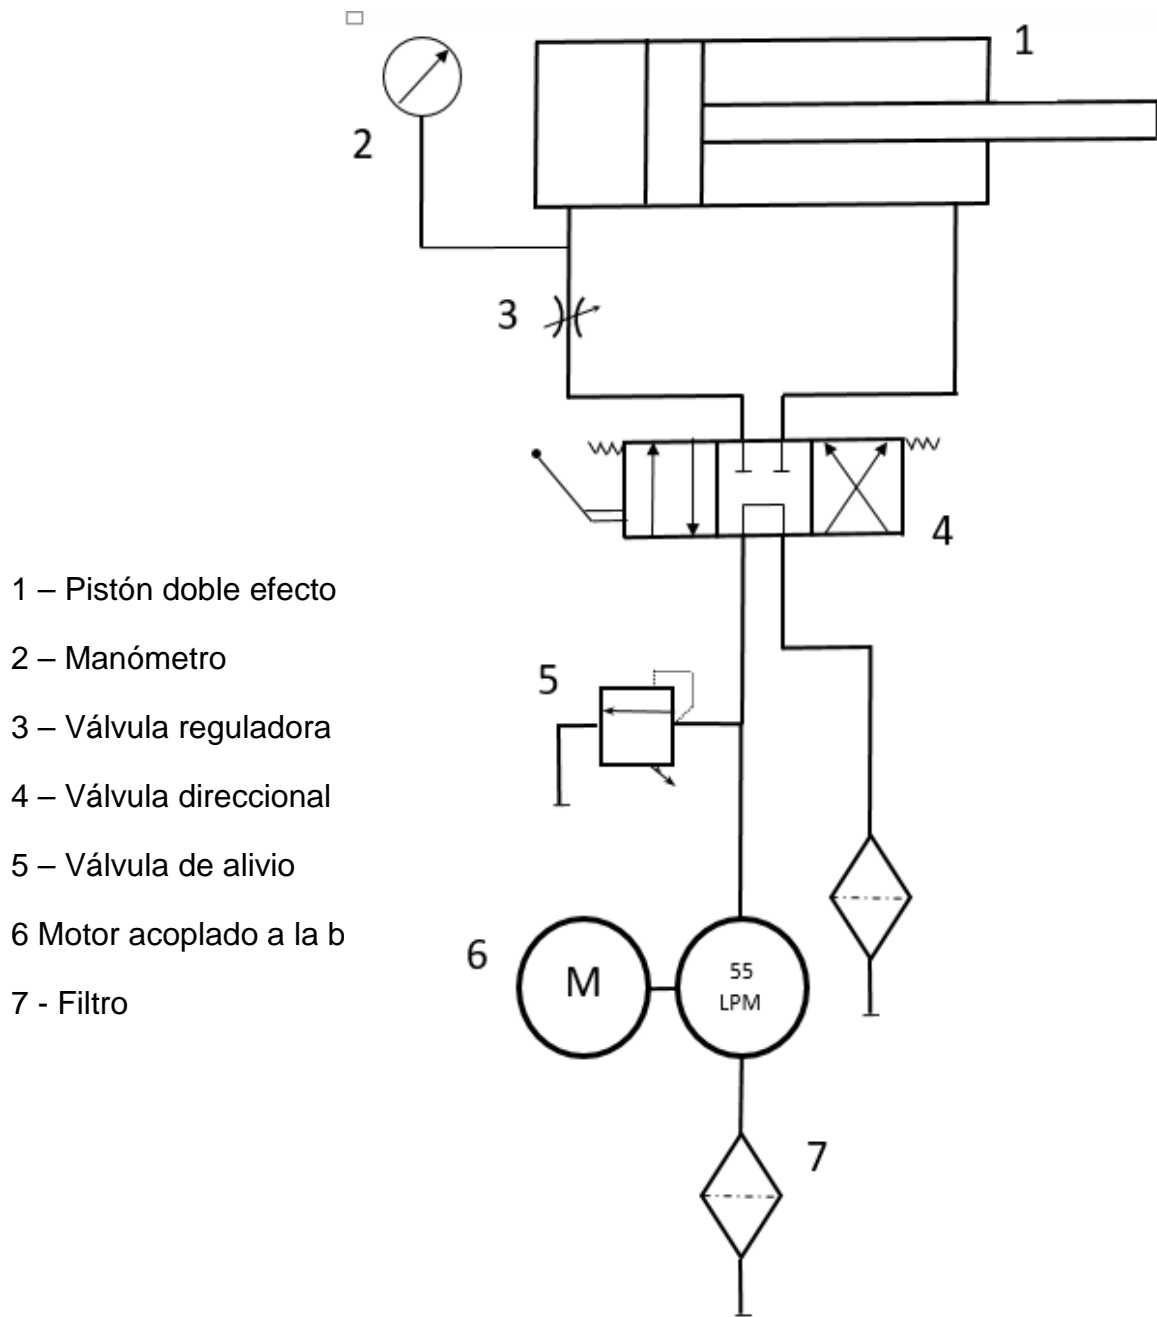 1
2
3
4
1 – Pistón doble efecto
2 – Manómetro
5
3 – Válvula reguladora
4 – Válvula direccional
5 – Válvula de alivio
6 Motor acoplado a la b
6
M
55
LPM
7 - Filtro
7